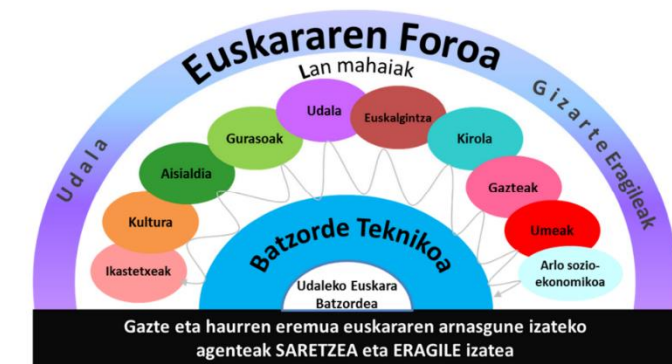 Euskararen Foroa
Lan mahaiak
Udala
Gizarte Eragileak
Udala
Gurasoak
Euskalgintza
Aisialdia
Kirola
Kultura
Gazteak
Ikastetxeak
Umeak
Arlo sozio-
ekonomikoa
Batzorde Teknikoa
Udaleko Euskara
Batzordea
Gazte eta haurren eremua euskararen arnasgune izateko
agenteak SARETZEA eta ERAGILE izatea